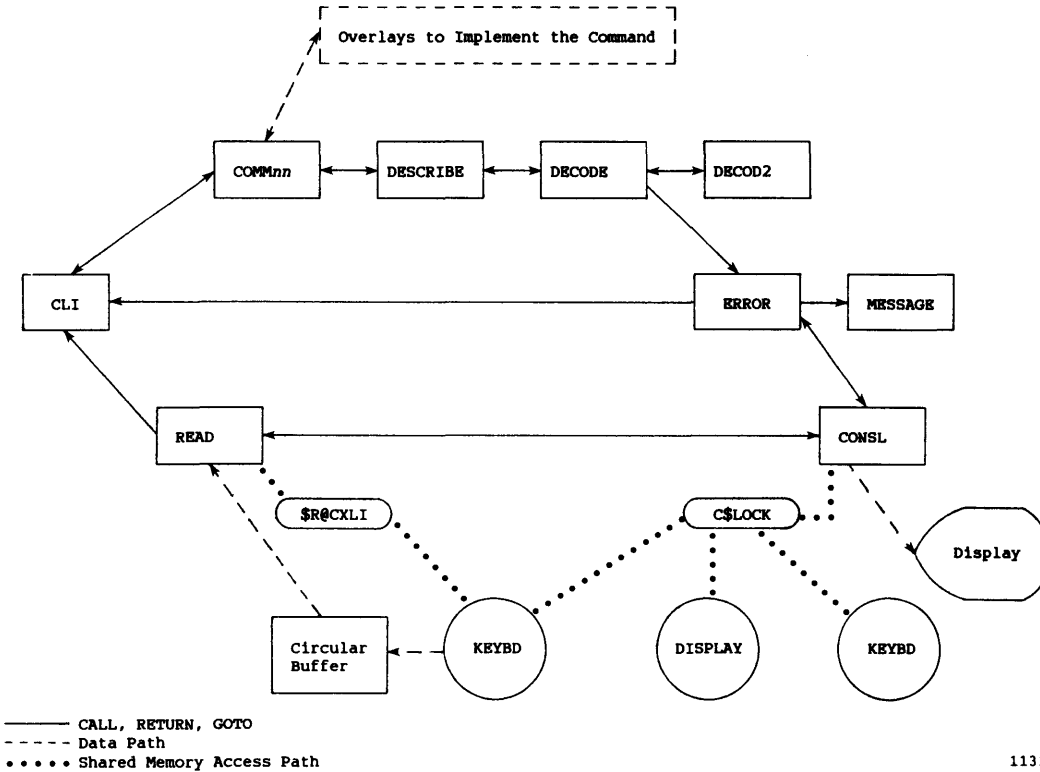 Overlays to Implement the Command
COMMnn
DESCRIBE
DECODE
DECOD2
CLI
ERROR
MESSAGE
READ
CONSL
$R@CXLI
C$LOCK
Display
Circular
Buffer
KEYBD
DISPLAY
KEYBD
CALL, RETURN, GOTO
Data Path
Shared Memory Access Path